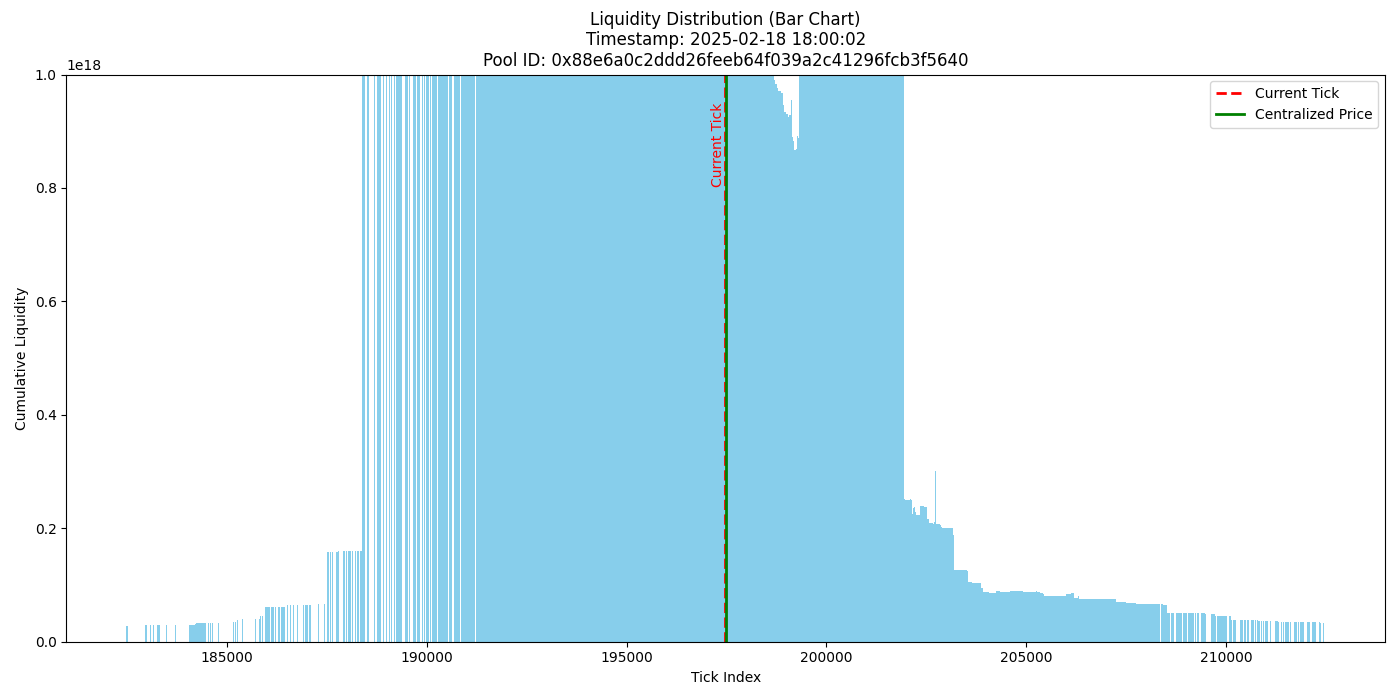 Liquidity Distribution (Bar Chart)
Timestamp: 2025-02-18 18:00:02
Pool ID: 0x88e6a0c2ddd26feeb64f039a2c41296fcb3f5640
1e18
1.0
0.8
0.6
0.4
0.2
0.0
Cumulative Liquidity
Current Tick
Current Tick
Centralized Price
185000
190000
195000
200000
205000
210000
Tick Index